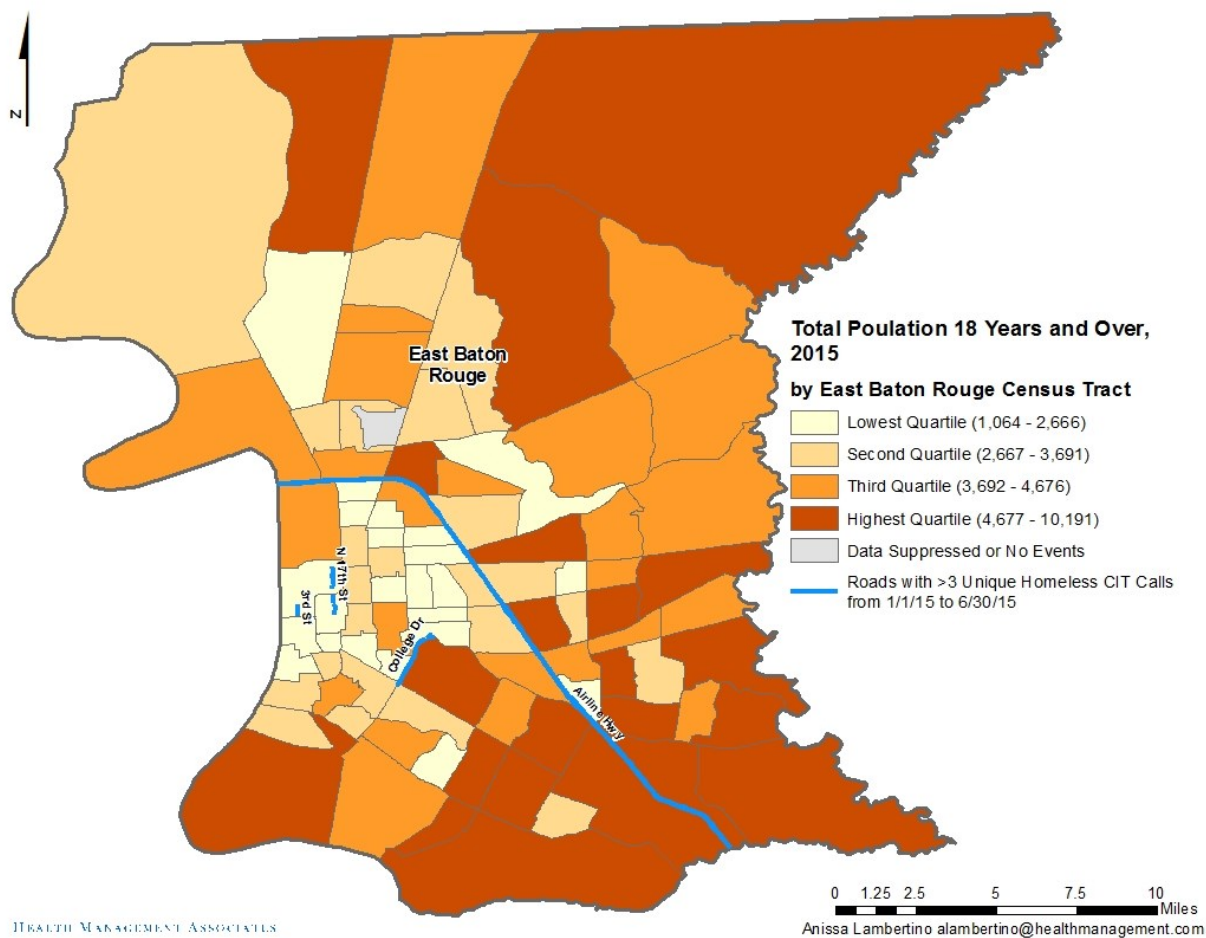 N
East Baton
Rouge
N 17th St
3rd St
College Dr
Airline Hwy
Total Poulation 18 Years and Over,
2015
by East Baton Rouge Census Tract
Lowest Quartile (1,064 - 2,666)
Second Quartile (2,667 - 3,691)
Third Quartile (3,692 - 4,676)
Highest Quartile (4,677 - 10,191)
Data Suppressed or No Events
Roads with >3 Unique Homeless CIT Calls
from 1/1/15 to 6/30/15
0 1.25 2.5 5 7.5 10
Miles
HEALTH MANAGEMENT ASSOCIATES
Anissa Lambertino alambertino@healthmanagement.com